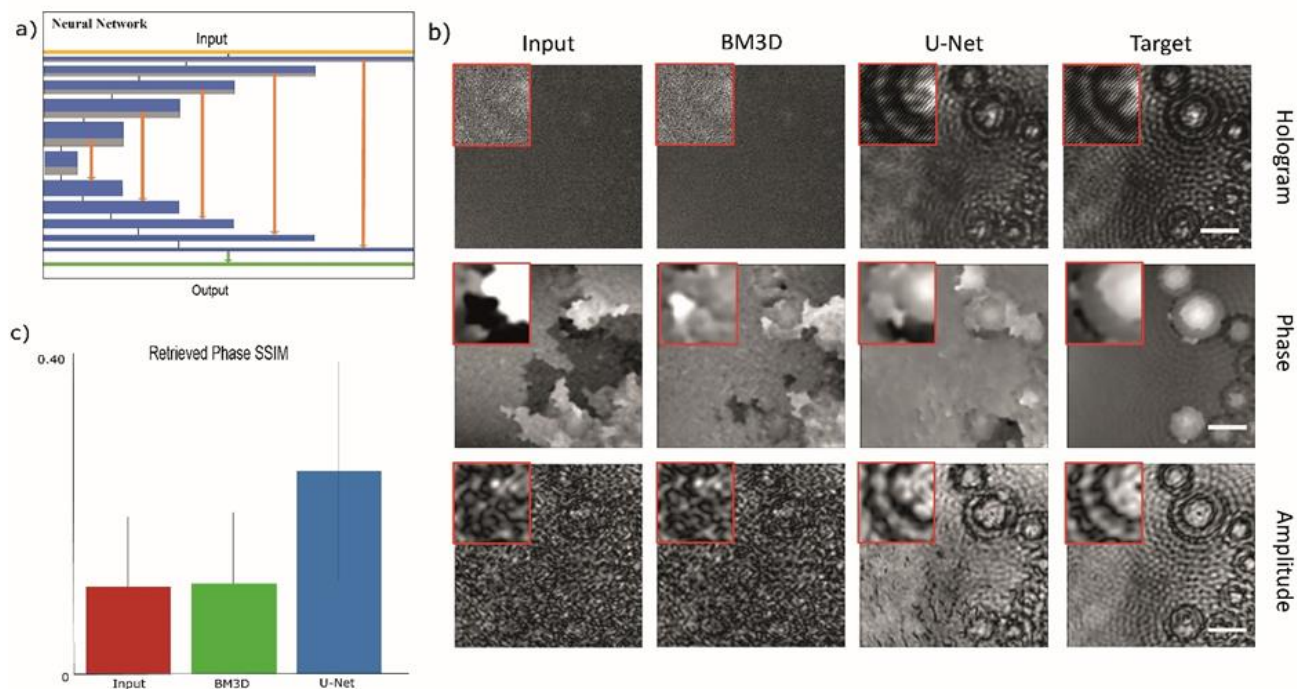 a)
Neural Network
Input
Output
b)
Input BM3D U-Net Target
Hologram
Phase
Amplitude
c)
Retrieved Phase SSIM
0.40
0
Input BM3D U-Net